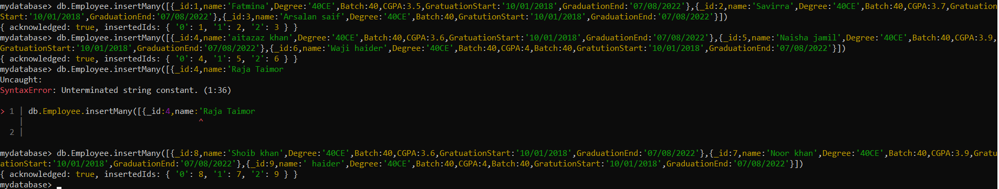 mydatabase> db.Employee.insertMany([{_id:1,name:'Fatmina',Degree:'40CE',Batch:40,CGPA:3.5,GratuationStart:'10/01/2018',GraduationEnd:'07/08/2022'},{_id:2,name:'Savirra',Degree:'40CE',Batch:40,CGPA:3.7,Gratuation
Start:'10/01/2018',GraduationEnd:'07/08/2022'},{_id:3,name:'Arsalan saif',Degree:'40CE',Batch:40,GratutionStart:'10/01/2018',GraduationEnd:'07/08/2022'}])
{ acknowledged: true, insertedIds: { '0': 1, '1': 2, '2': 3 } }
mydatabase> db.Employee.insertMany([{_id:4,name:'aitazaz khan',Degree:'40CE',Batch:40,CGPA:3.6,GratuationStart:'10/01/2018',GraduationEnd:'07/08/2022'},{_id:5,name:'Naisha jamil',Degree:'40CE',Batch:40,CGPA:3.9,
GratuationStart:'10/01/2018',GraduationEnd:'07/08/2022'},{_id:6,name:'Waji haider',Degree:'40CE',Batch:40,CGPA:4,Batch:40,GratutionStart:'10/01/2018',GraduationEnd:'07/08/2022'}])
{ acknowledged: true, insertedIds: { '0': 4, '1': 5, '2': 6 } }
mydatabase> db.Employee.insertMany([{_id:4,name:'Raja Taimor
Uncaught:
SyntaxError: Unterminated string constant. (1:36)
> 1 | db.Employee.insertMany([{_id:4,name:'Raja Taimor
| ^
2 |
mydatabase> db.Employee.insertMany([{_id:8,name:'Shoib khan',Degree:'40CE',Batch:40,CGPA:3.6,GratuationStart:'10/01/2018',GraduationEnd:'07/08/2022'},{_id:7,name:'Noor khan',Degree:'40CE',Batch:40,CGPA:3.9,Gratu
ationStart:'10/01/2018',GraduationEnd:'07/08/2022'},{_id:9,name:' haider',Degree:'40CE',Batch:40,CGPA:4,Batch:40,GratutionStart:'10/01/2018',GraduationEnd:'07/08/2022'}])
{ acknowledged: true, insertedIds: { '0': 8, '1': 7, '2': 9 } }
mydatabase>